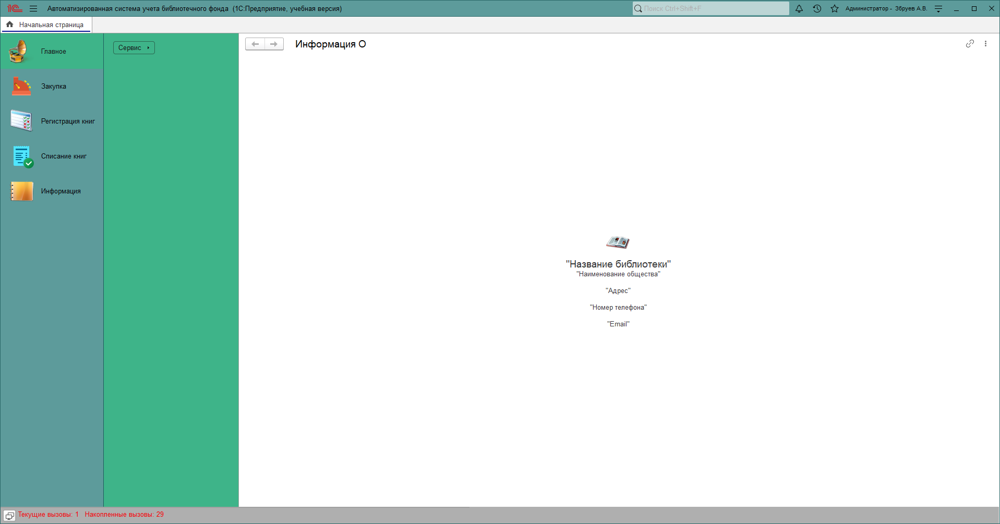 1С Автоматизированная система учета библиотечного фонда (1С:Предприятие, учебная версия) Поиск Ctrl+Shift+F Администратор - Збруев А.В.
Начальная страница
Главное
Закупка
Регистрация книг
Списание книг
Информация
Сервис
Информация О
"Название библиотеки"
"Наименование общества"
"Адрес"
"Номер телефона"
"Email"
Текущие вызовы: 1 Накопленные вызовы: 29